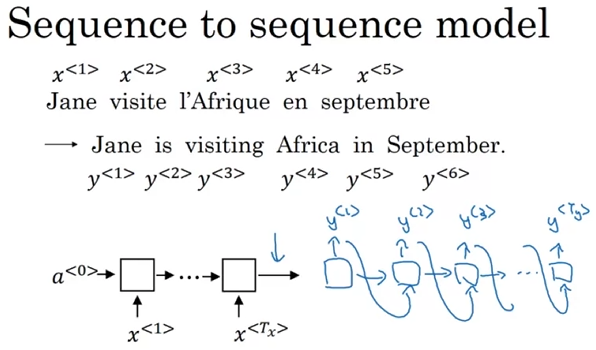 Sequence to sequence model
x<1> x<2> x<3> x<4> x<5>
Jane visite l'Afrique en septembre
→ Jane is visiting Africa in September.
y<1> y<2> y<3> y<4> y<5> y<6>
y<1> y<2> y<3> y<Ty>
a<0> ... ...
x<1> x<Tx>